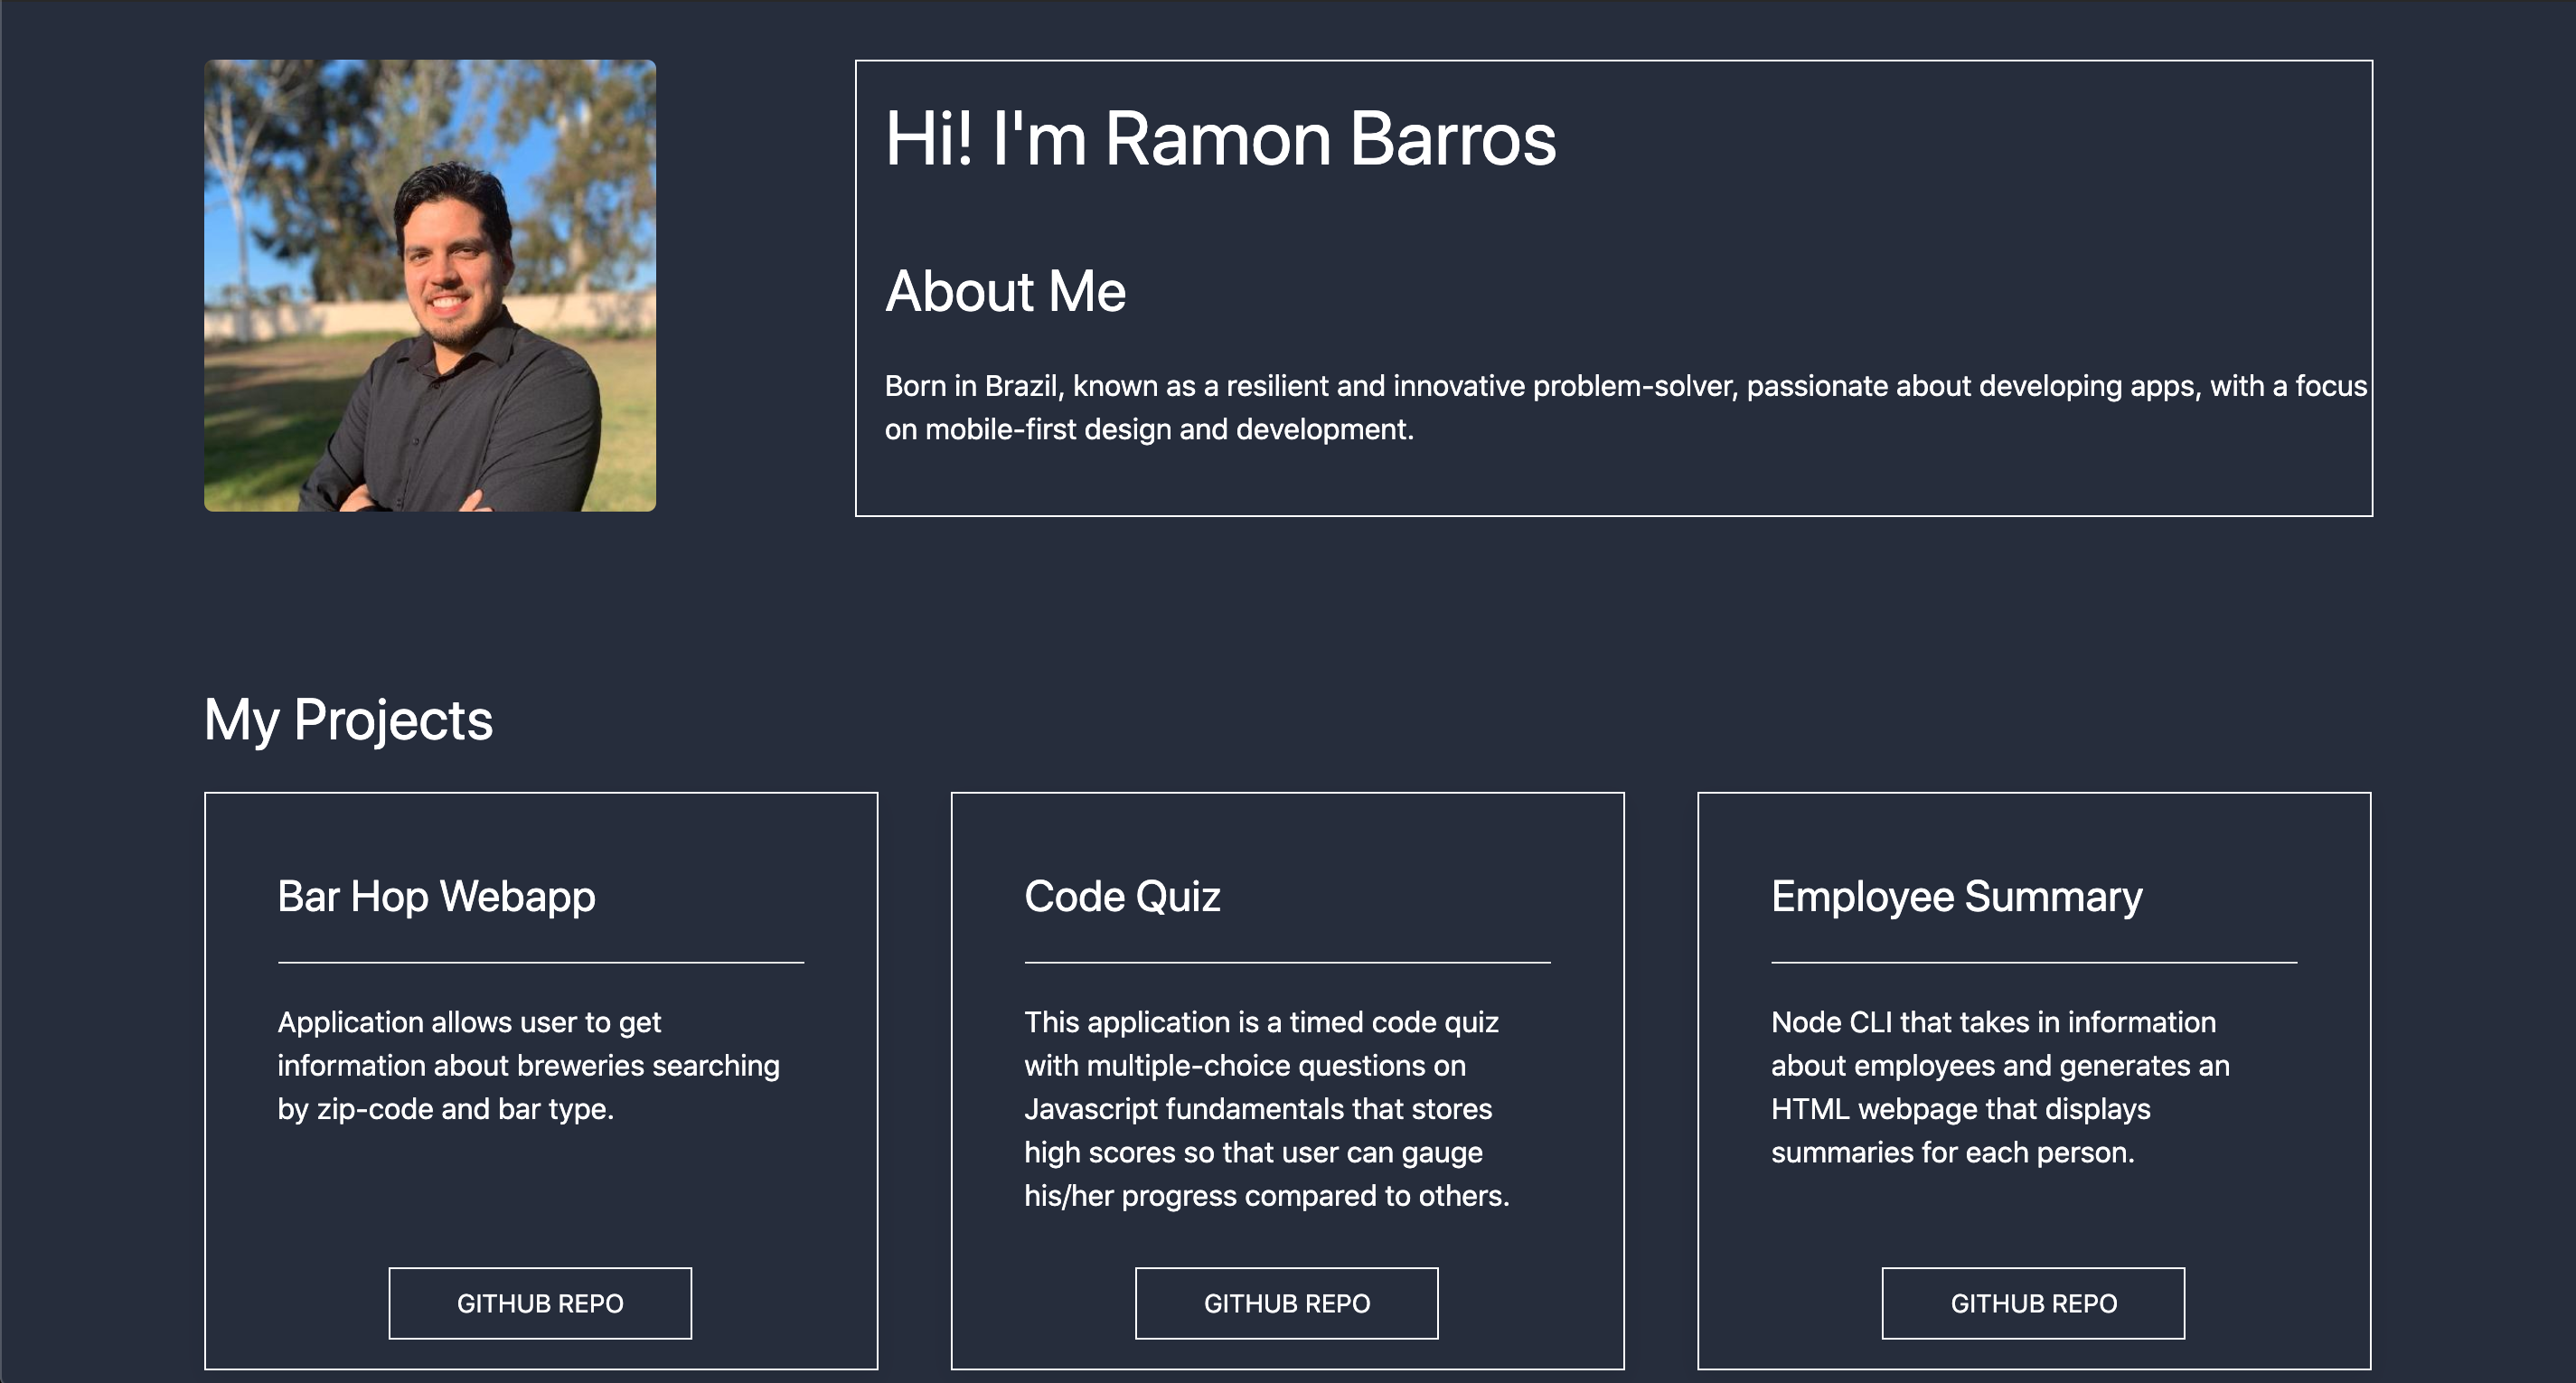 Hi! I'm Ramon Barros
About Me
Born in Brazil, known as a resilient and innovative problem-solver, passionate about developing apps, with a focus
on mobile-first design and development.
My Projects
Bar Hop Webapp
Application allows user to get
information about breweries searching
by zip-code and bar type.
GITHUB REPO
Code Quiz
This application is a timed code quiz
with multiple-choice questions on
Javascript fundamentals that stores
high scores so that user can gauge
his/her progress compared to others.
GITHUB REPO
Employee Summary
Node CLI that takes in information
about employees and generates an
HTML webpage that displays
summaries for each person.
GITHUB REPO